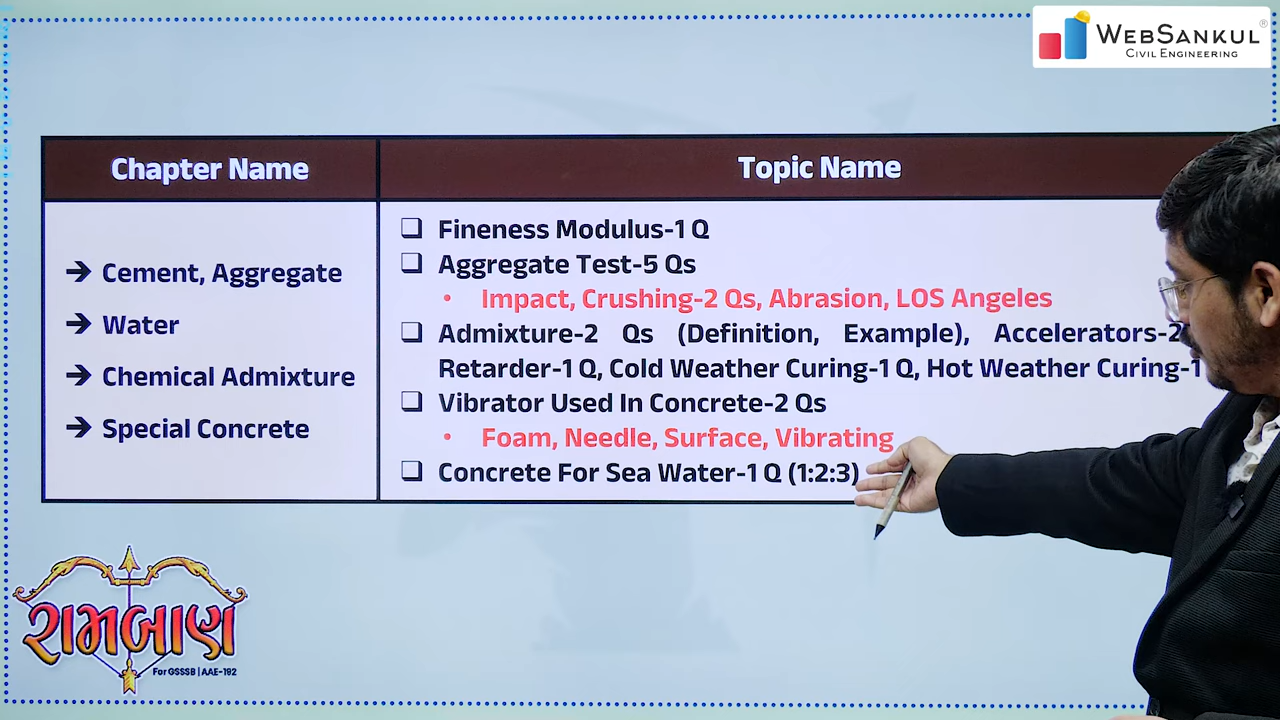 WEBSANKUL®
CIVIL ENGINEERING
Chapter Name
Topic Name
→ Cement, Aggregate
→ Water
→ Chemical Admixture
→ Special Concrete
❑ Fineness Modulus-1 Q
❑ Aggregate Test-5 Qs
• Impact, Crushing-2 Qs, Abrasion, LOS Angeles
❑ Admixture-2 Qs (Definition, Example), Accelerators-2
Retarder-1 Q, Cold Weather Curing-1 Q, Hot Weather Curing-1
❑ Vibrator Used In Concrete-2 Qs
• Foam, Needle, Surface, Vibrating
❑ Concrete For Sea Water-1 Q (1:2:3)
રામબાણ
For GSSSB | AAE-192